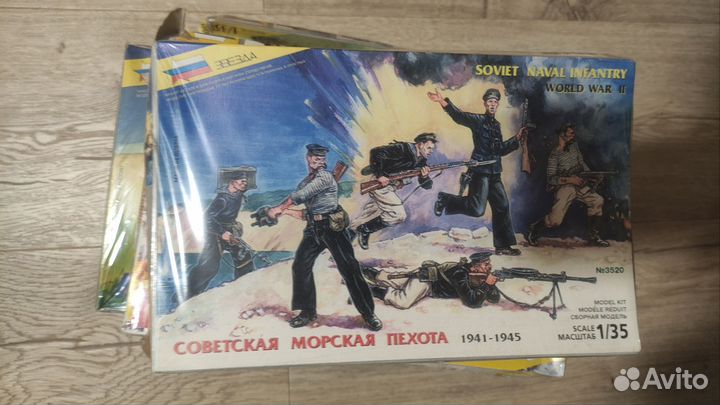 ЗВЕЗДА
SOVIET NAVAL INFANTRY
WORLD WAR II
№3520
MODEL KIT
MODÈLE REDUIT
СБОРНАЯ МОДЕЛЬ
SCALE
МАСШТАБ 1/35
СОВЕТСКАЯ МОРСКАЯ ПЕХОТА 1941-1945
Avito